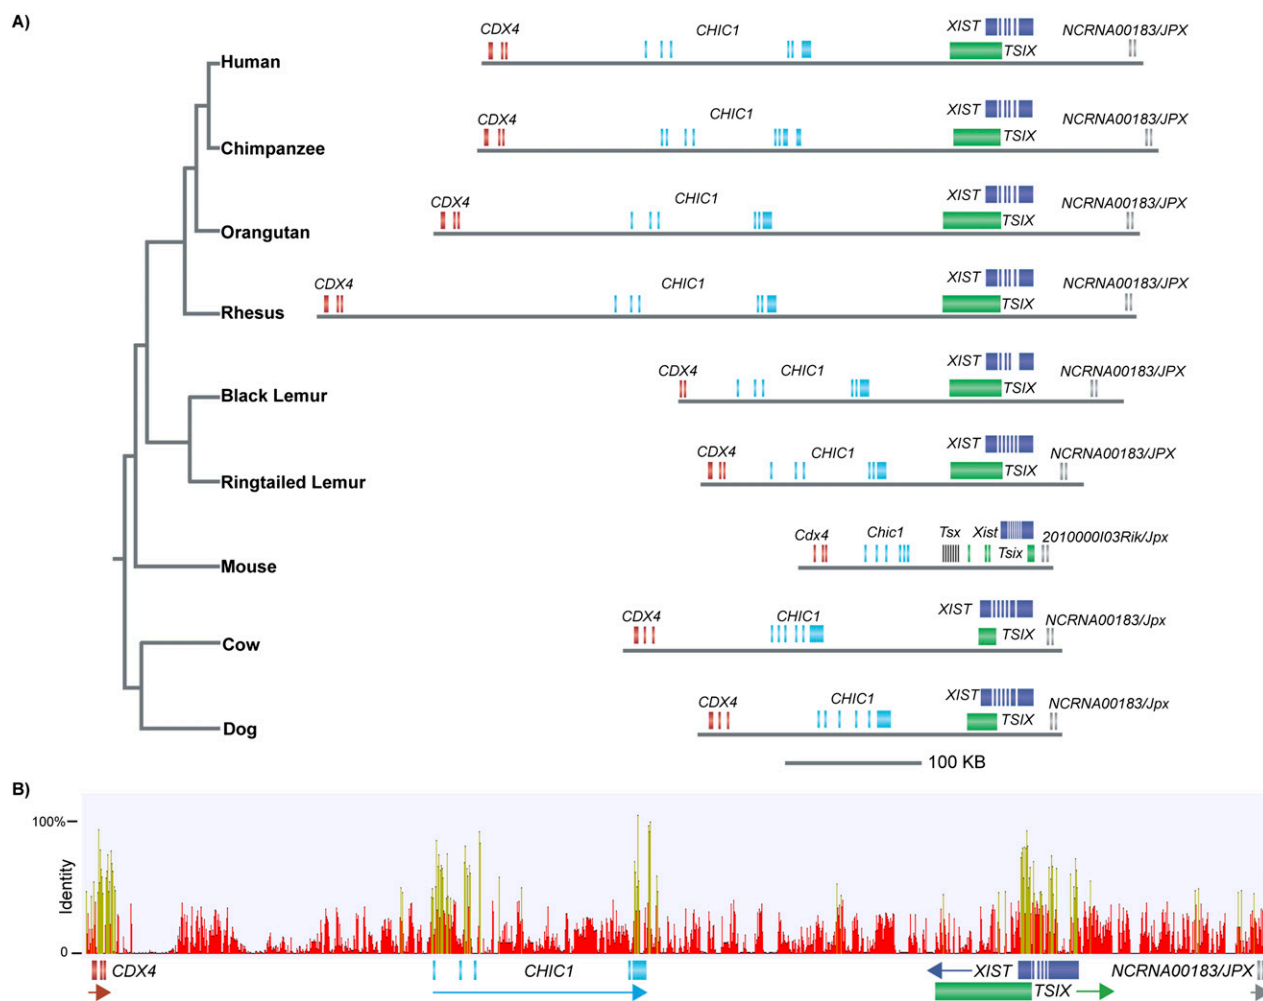 A)
Human
CDX4 CHIC1 XIST TSIX NCRNA00183/JPX
Chimpanzee
CDX4 CHIC1 XIST TSIX NCRNA00183/JPX
Orangutan
CDX4 CHIC1 XIST TSIX NCRNA00183/JPX
Rhesus
CDX4 CHIC1 XIST TSIX NCRNA00183/JPX
Black Lemur
CDX4 CHIC1 XIST TSIX NCRNA00183/JPX
Ringtailed Lemur
CDX4 CHIC1 XIST TSIX NCRNA00183/JPX
Mouse
Cdx4 Chic1 Tsx Xist Tsix 2010000I03Rik/Jpx
Cow
CDX4 CHIC1 XIST TSIX NCRNA00183/Jpx
Dog
CDX4 CHIC1 XIST TSIX NCRNA00183/Jpx
100 KB
B)
100%
Identity
0
CDX4 CHIC1 XIST NCRNA00183/JPX
TSIX